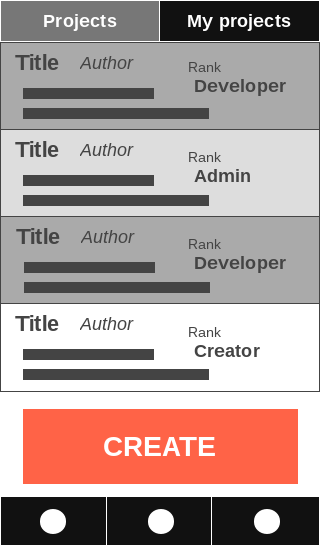 Projects My projects
Title Author Rank
Developer
Title Author Rank
Admin
Title Author Rank
Developer
Title Author Rank
Creator
CREATE